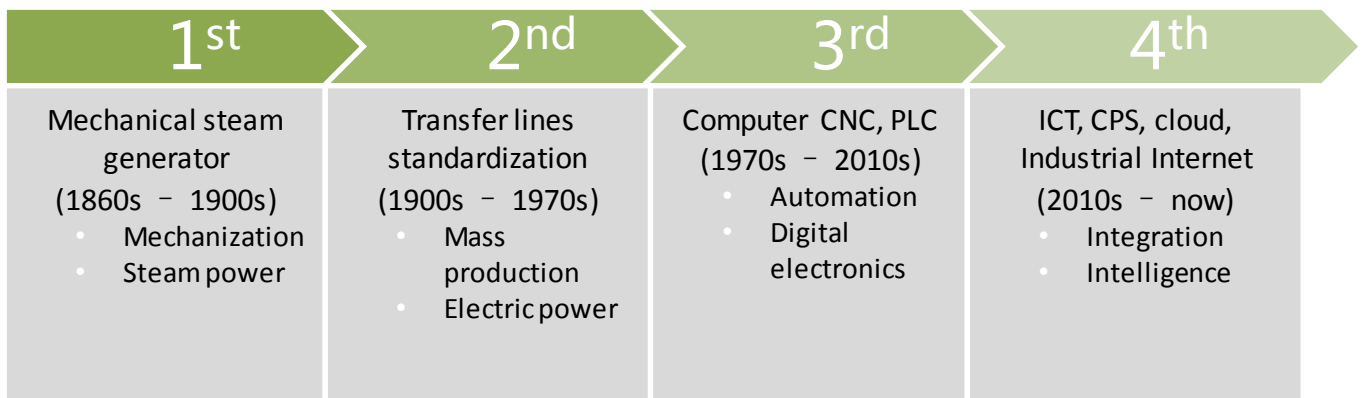 1st
Mechanical steam
generator
(1860s – 1900s)
• Mechanization
• Steam power
2nd
Transfer lines
standardization
(1900s – 1970s)
• Mass
production
• Electric power
3rd
Computer CNC, PLC
(1970s – 2010s)
• Automation
• Digital
electronics
4th
ICT, CPS, cloud,
Industrial Internet
(2010s – now)
• Integration
• Intelligence